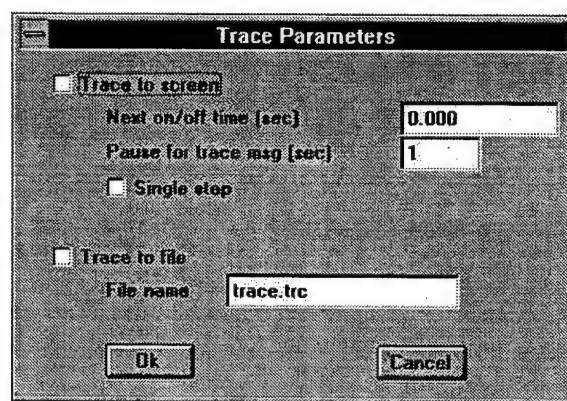 Trace Parameters
Trace to screen
Next on/off time (sec)
0.000
Pause for trace msg (sec)
1
Single step
Trace to file
File name
trace.trc
Ok
Cancel